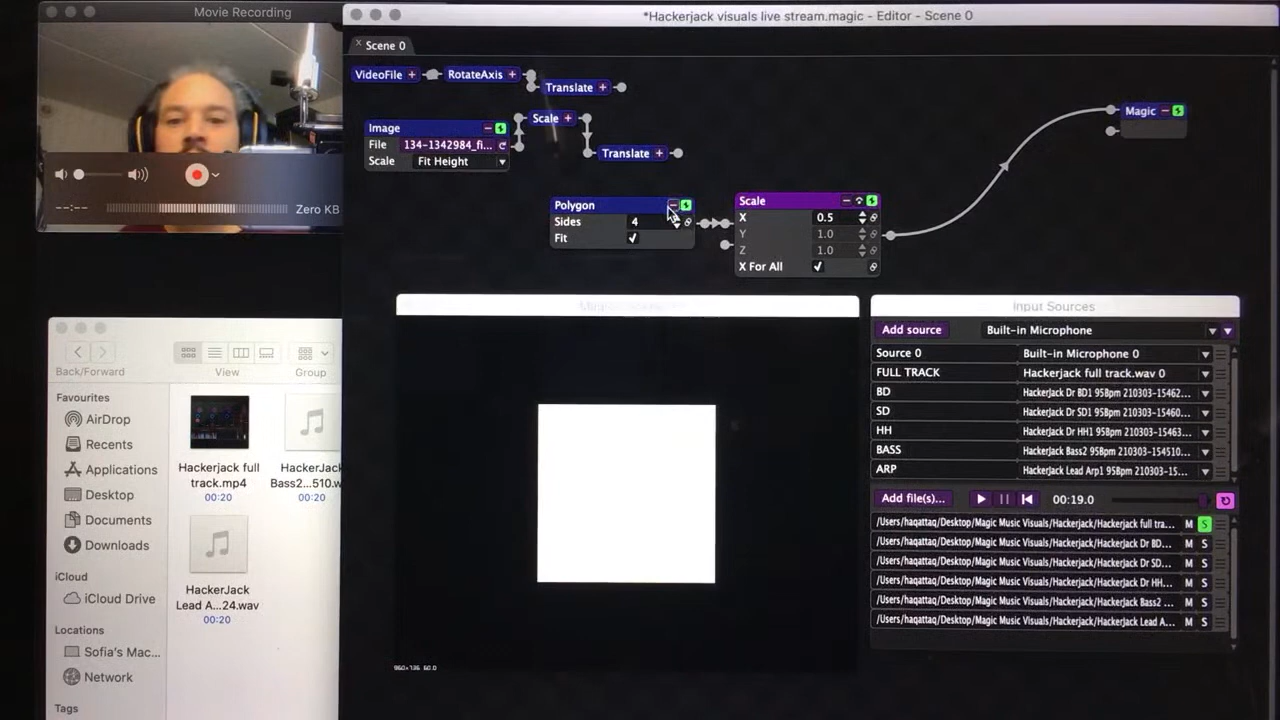 Movie Recording
*Hackerjack visuals live stream.magic - Editor - Scene 0
Scene 0
VideoFile
RotateAxis
Translate
Scale
Image
File 134-1342984_fi...
Scale Fit Height
Translate
Magic
Zero KB
Polygon
Sides 4
Fit
Scale
X 0.5
Y 1.0
Z 1.0
X For All
Input Sources
Add source Built-in Microphone
Source 0 Built-in Microphone 0
FULL TRACK Hackerjack full track.wav 0
BD HackerJack Dr BD1 95Bpm 210303-15462...
SD HackerJack Dr SD1 95Bpm 210303-15460...
HH HackerJack Dr HH1 95Bpm 210303-15463...
BASS HackerJack Bass2 95Bpm 210303-154510...
ARP HackerJack Lead Arp1 95Bpm 210303-15...
Add file(s)... 00:19.0
/Users/haqattaq/Desktop/Magic Music Visuals/Hackerjack/Hackerjack full tra... M S
/Users/haqattaq/Desktop/Magic Music Visuals/Hackerjack/HackerJack Dr BD... M S
/Users/haqattaq/Desktop/Magic Music Visuals/Hackerjack/HackerJack Dr SD... M S
/Users/haqattaq/Desktop/Magic Music Visuals/Hackerjack/HackerJack Dr HH... M S
/Users/haqattaq/Desktop/Magic Music Visuals/Hackerjack/HackerJack Bass2 ... M S
/Users/haqattaq/Desktop/Magic Music Visuals/Hackerjack/HackerJack Lead A... M S
Back/Forward
View
Group
Favourites
AirDrop
Recents
Applications
Desktop
Documents
Downloads
iCloud
iCloud Drive
Locations
Sofia's Mac...
Network
Tags
Hackerjack full
track.mp4
00:20
HackerJack
Bass2...510.w
00:20
HackerJack
Lead A...24.wav
00:20